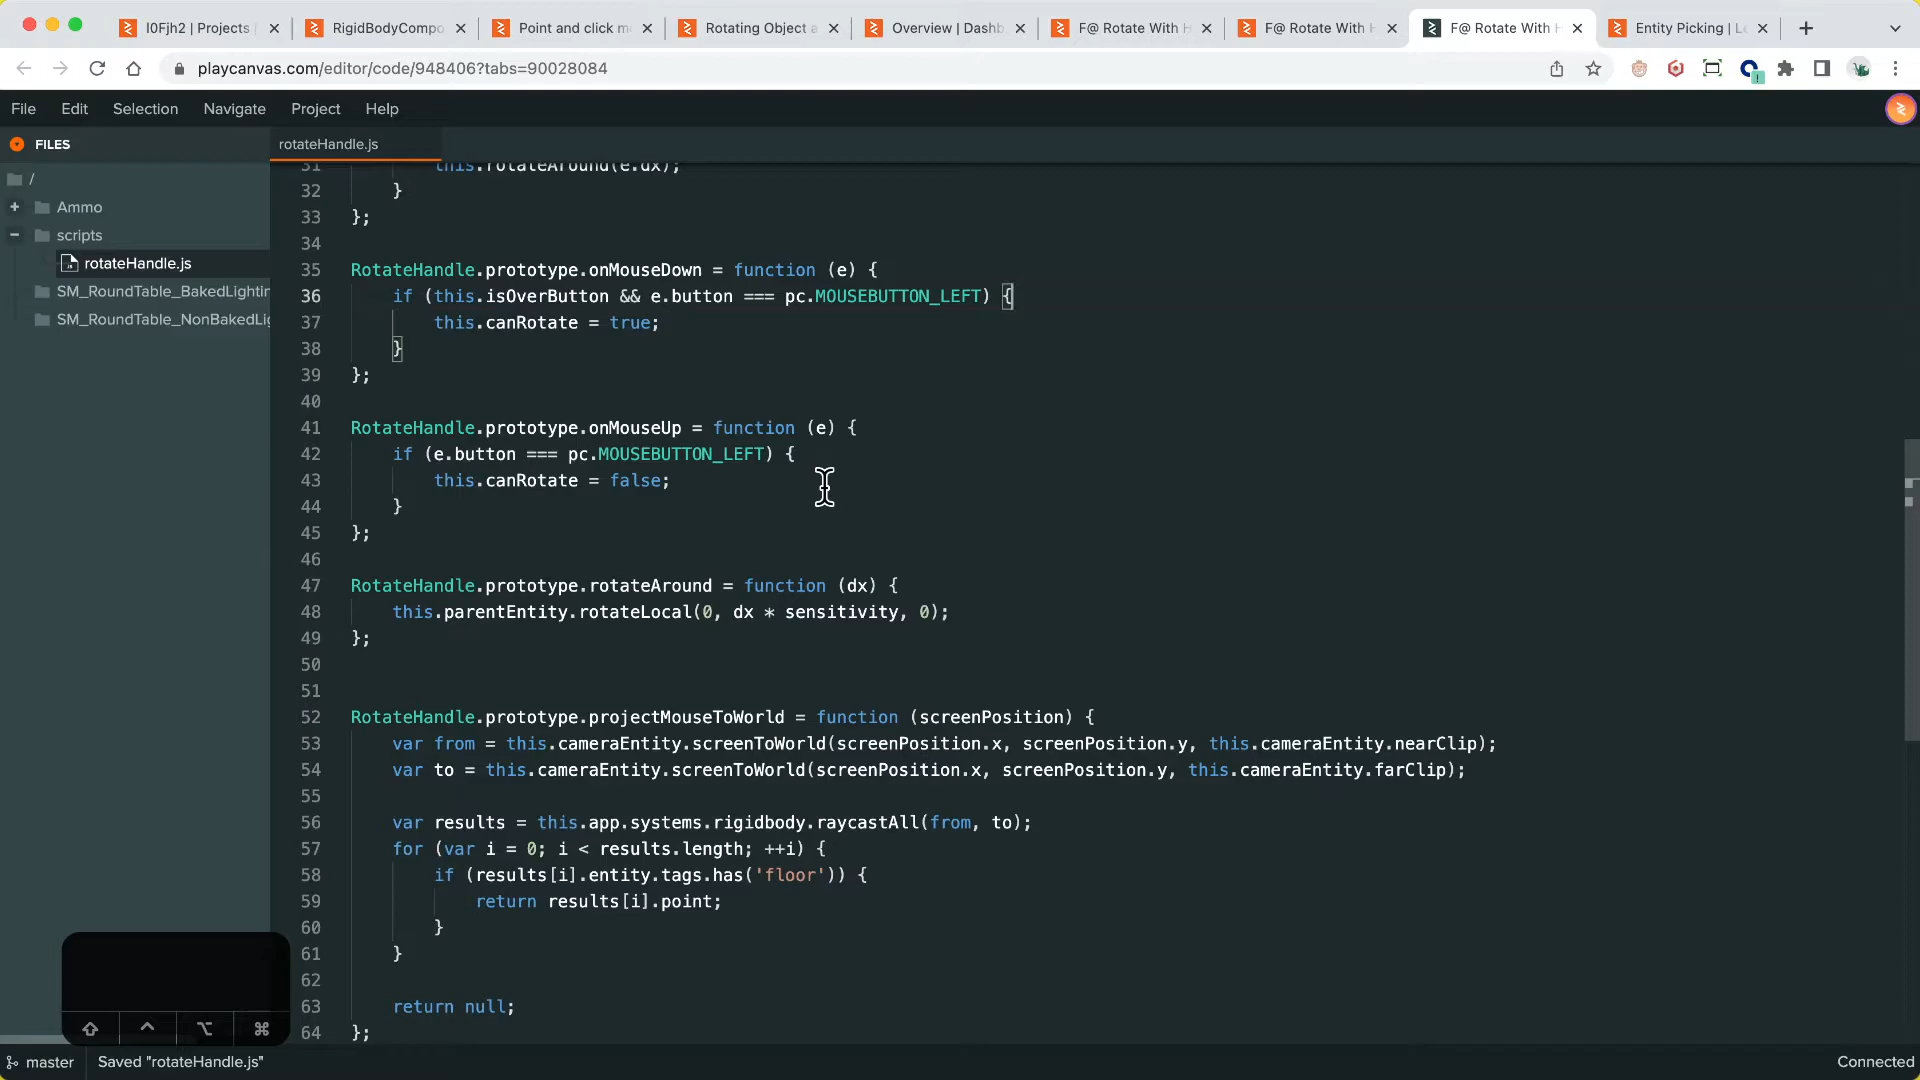 I0Fjh2 | Projects
RigidBodyCompo
Point and click m
Rotating Object a
Overview | Dashb
F@ Rotate With H
F@ Rotate With H
F@ Rotate With H
Entity Picking | Le
playcanvas.com/editor/code/948406?tabs=90028084
File Edit Selection Navigate Project Help
FILES
/
Ammo
scripts
rotateHandle.js
SM_RoundTable_BakedLightin
SM_RoundTable_NonBakedLig
rotateHandle.js
31 this.rotateAround(e.dx);
32 }
33 };
34
35 RotateHandle.prototype.onMouseDown = function (e) {
36 if (this.isOverButton && e.button === pc.MOUSEBUTTON_LEFT) {
37 this.canRotate = true;
38 }
39 };
40
41 RotateHandle.prototype.onMouseUp = function (e) {
42 if (e.button === pc.MOUSEBUTTON_LEFT) {
43 this.canRotate = false;
44 }
45 };
46
47 RotateHandle.prototype.rotateAround = function (dx) {
48 this.parentEntity.rotateLocal(0, dx * sensitivity, 0);
49 };
50
51
52 RotateHandle.prototype.projectMouseToWorld = function (screenPosition) {
53 var from = this.cameraEntity.screenToWorld(screenPosition.x, screenPosition.y, this.cameraEntity.nearClip);
54 var to = this.cameraEntity.screenToWorld(screenPosition.x, screenPosition.y, this.cameraEntity.farClip);
55
56 var results = this.app.systems.rigidbody.raycastAll(from, to);
57 for (var i = 0; i < results.length; ++i) {
58 if (results[i].entity.tags.has('floor')) {
59 return results[i].point;
60 }
61 }
62
63 return null;
64 };
master Saved "rotateHandle.js"
Connected